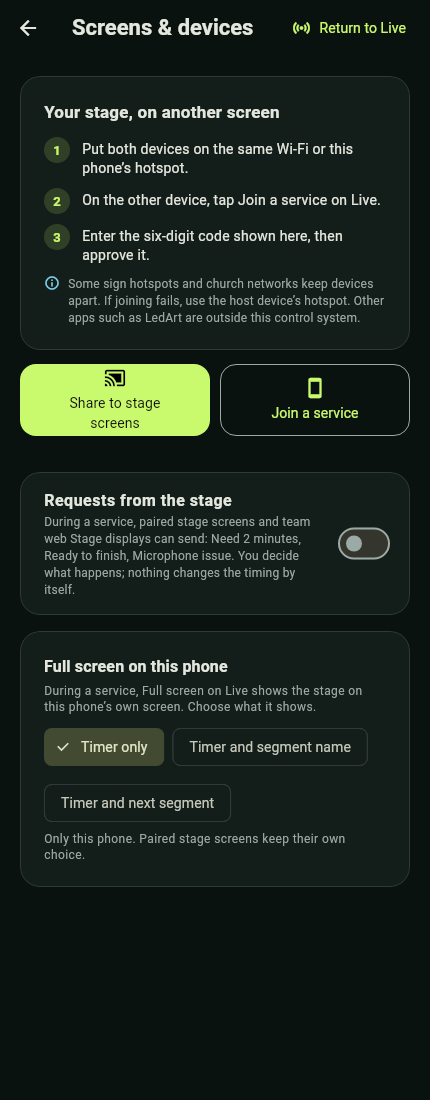 Screens & devices
Return to Live
Your stage, on another screen
1 Put both devices on the same Wi-Fi or this
phone's hotspot.
2 On the other device, tap Join a service on Live.
3 Enter the six-digit code shown here, then
approve it.
Some sign hotspots and church networks keep devices
apart. If joining fails, use the host device's hotspot. Other
apps such as LedArt are outside this control system.
Share to stage
screens
Join a service
Requests from the stage
During a service, paired stage screens and team
web Stage displays can send: Need 2 minutes,
Ready to finish, Microphone issue. You decide
what happens; nothing changes the timing by
itself.
Full screen on this phone
During a service, Full screen on Live shows the stage on
this phone's own screen. Choose what it shows.
Timer only
Timer and segment name
Timer and next segment
Only this phone. Paired stage screens keep their own
choice.